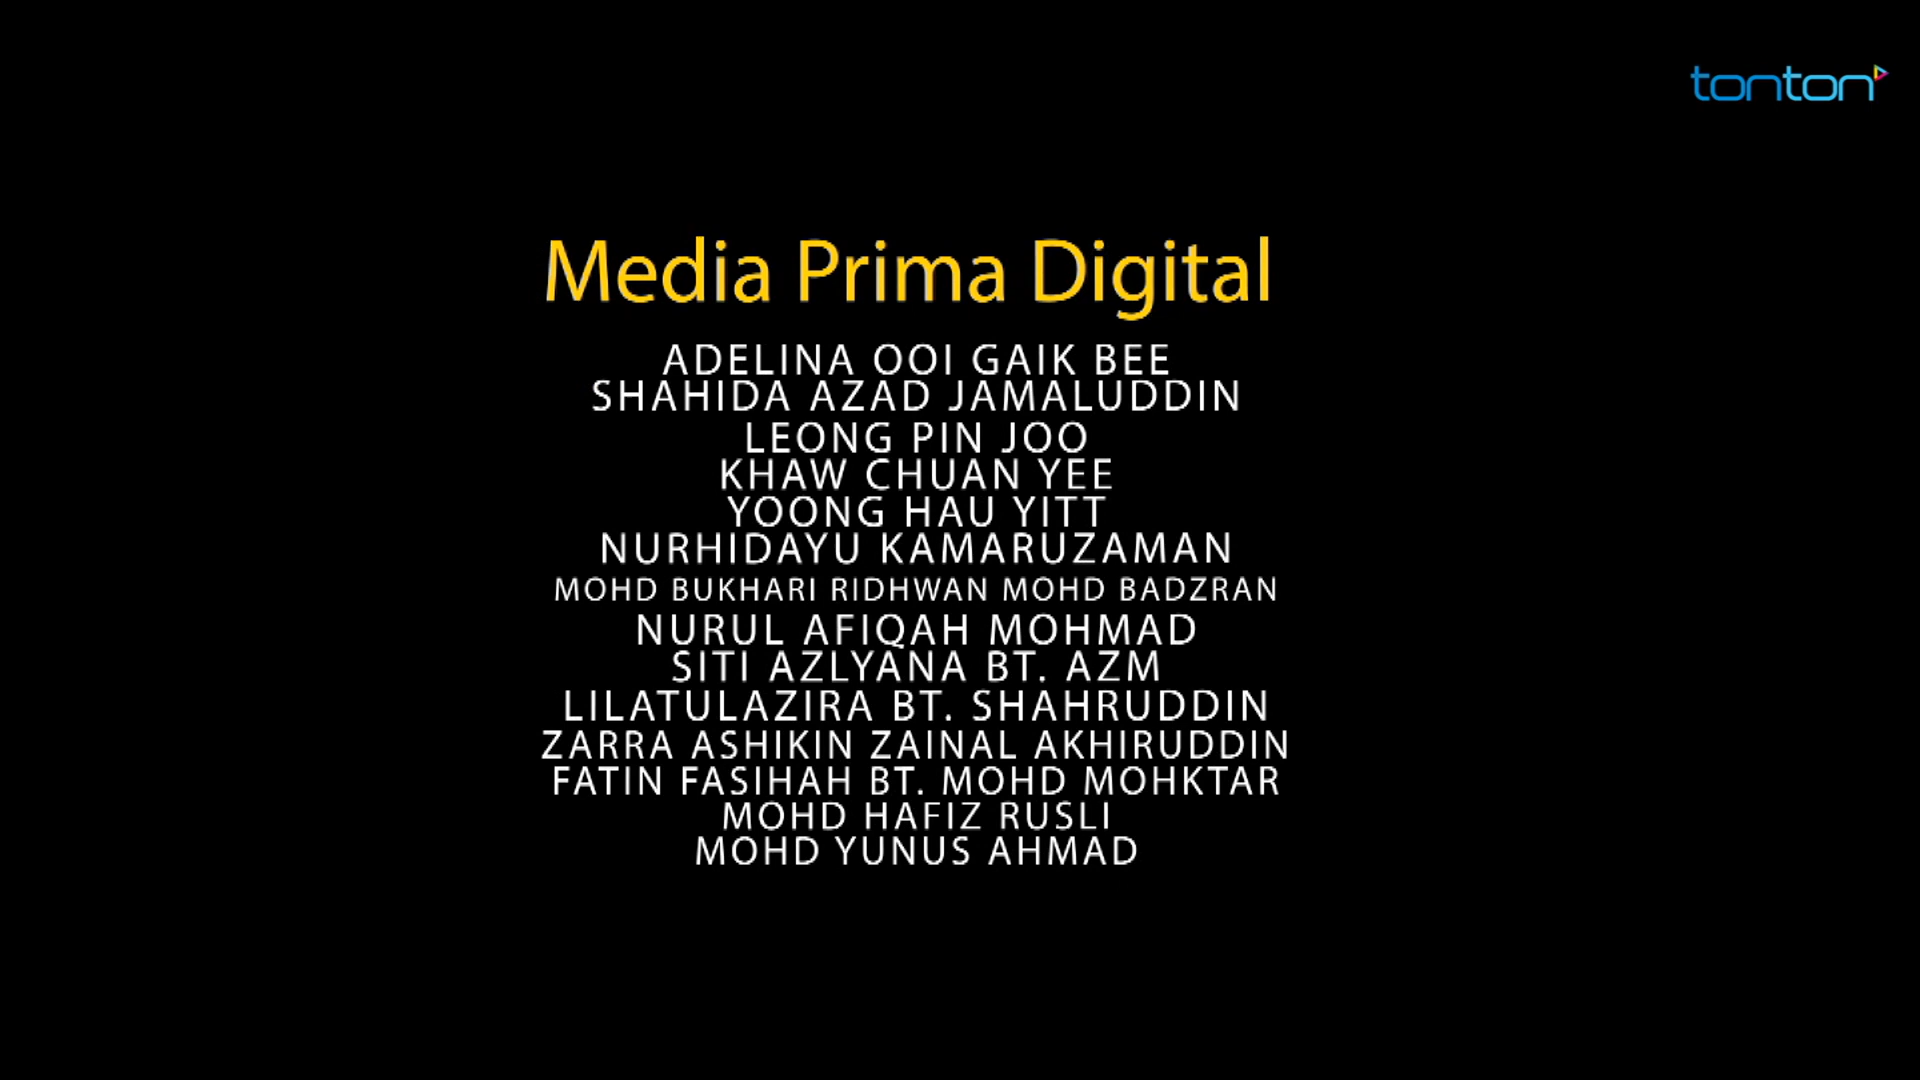 tonton
Media Prima Digital
ADELINA OOI GAIK BEE
SHAHIDA AZAD JAMALUDDIN
LEONG PIN JOO
KHAW CHUAN YEE
YOONG HAU YITT
NURHIDAYU KAMARUZAMAN
MOHD BUKHARI RIDHWAN MOHD BADZRAN
NURUL AFIQAH MOHMAD
SITI AZLYANA BT. AZM
LILATULAZIRA BT. SHAHRUDDIN
ZARRA ASHIKIN ZAINAL AKHIRUDDIN
FATIN FASIHAH BT. MOHD MOHKTAR
MOHD HAFIZ RUSLI
MOHD YUNUS AHMAD